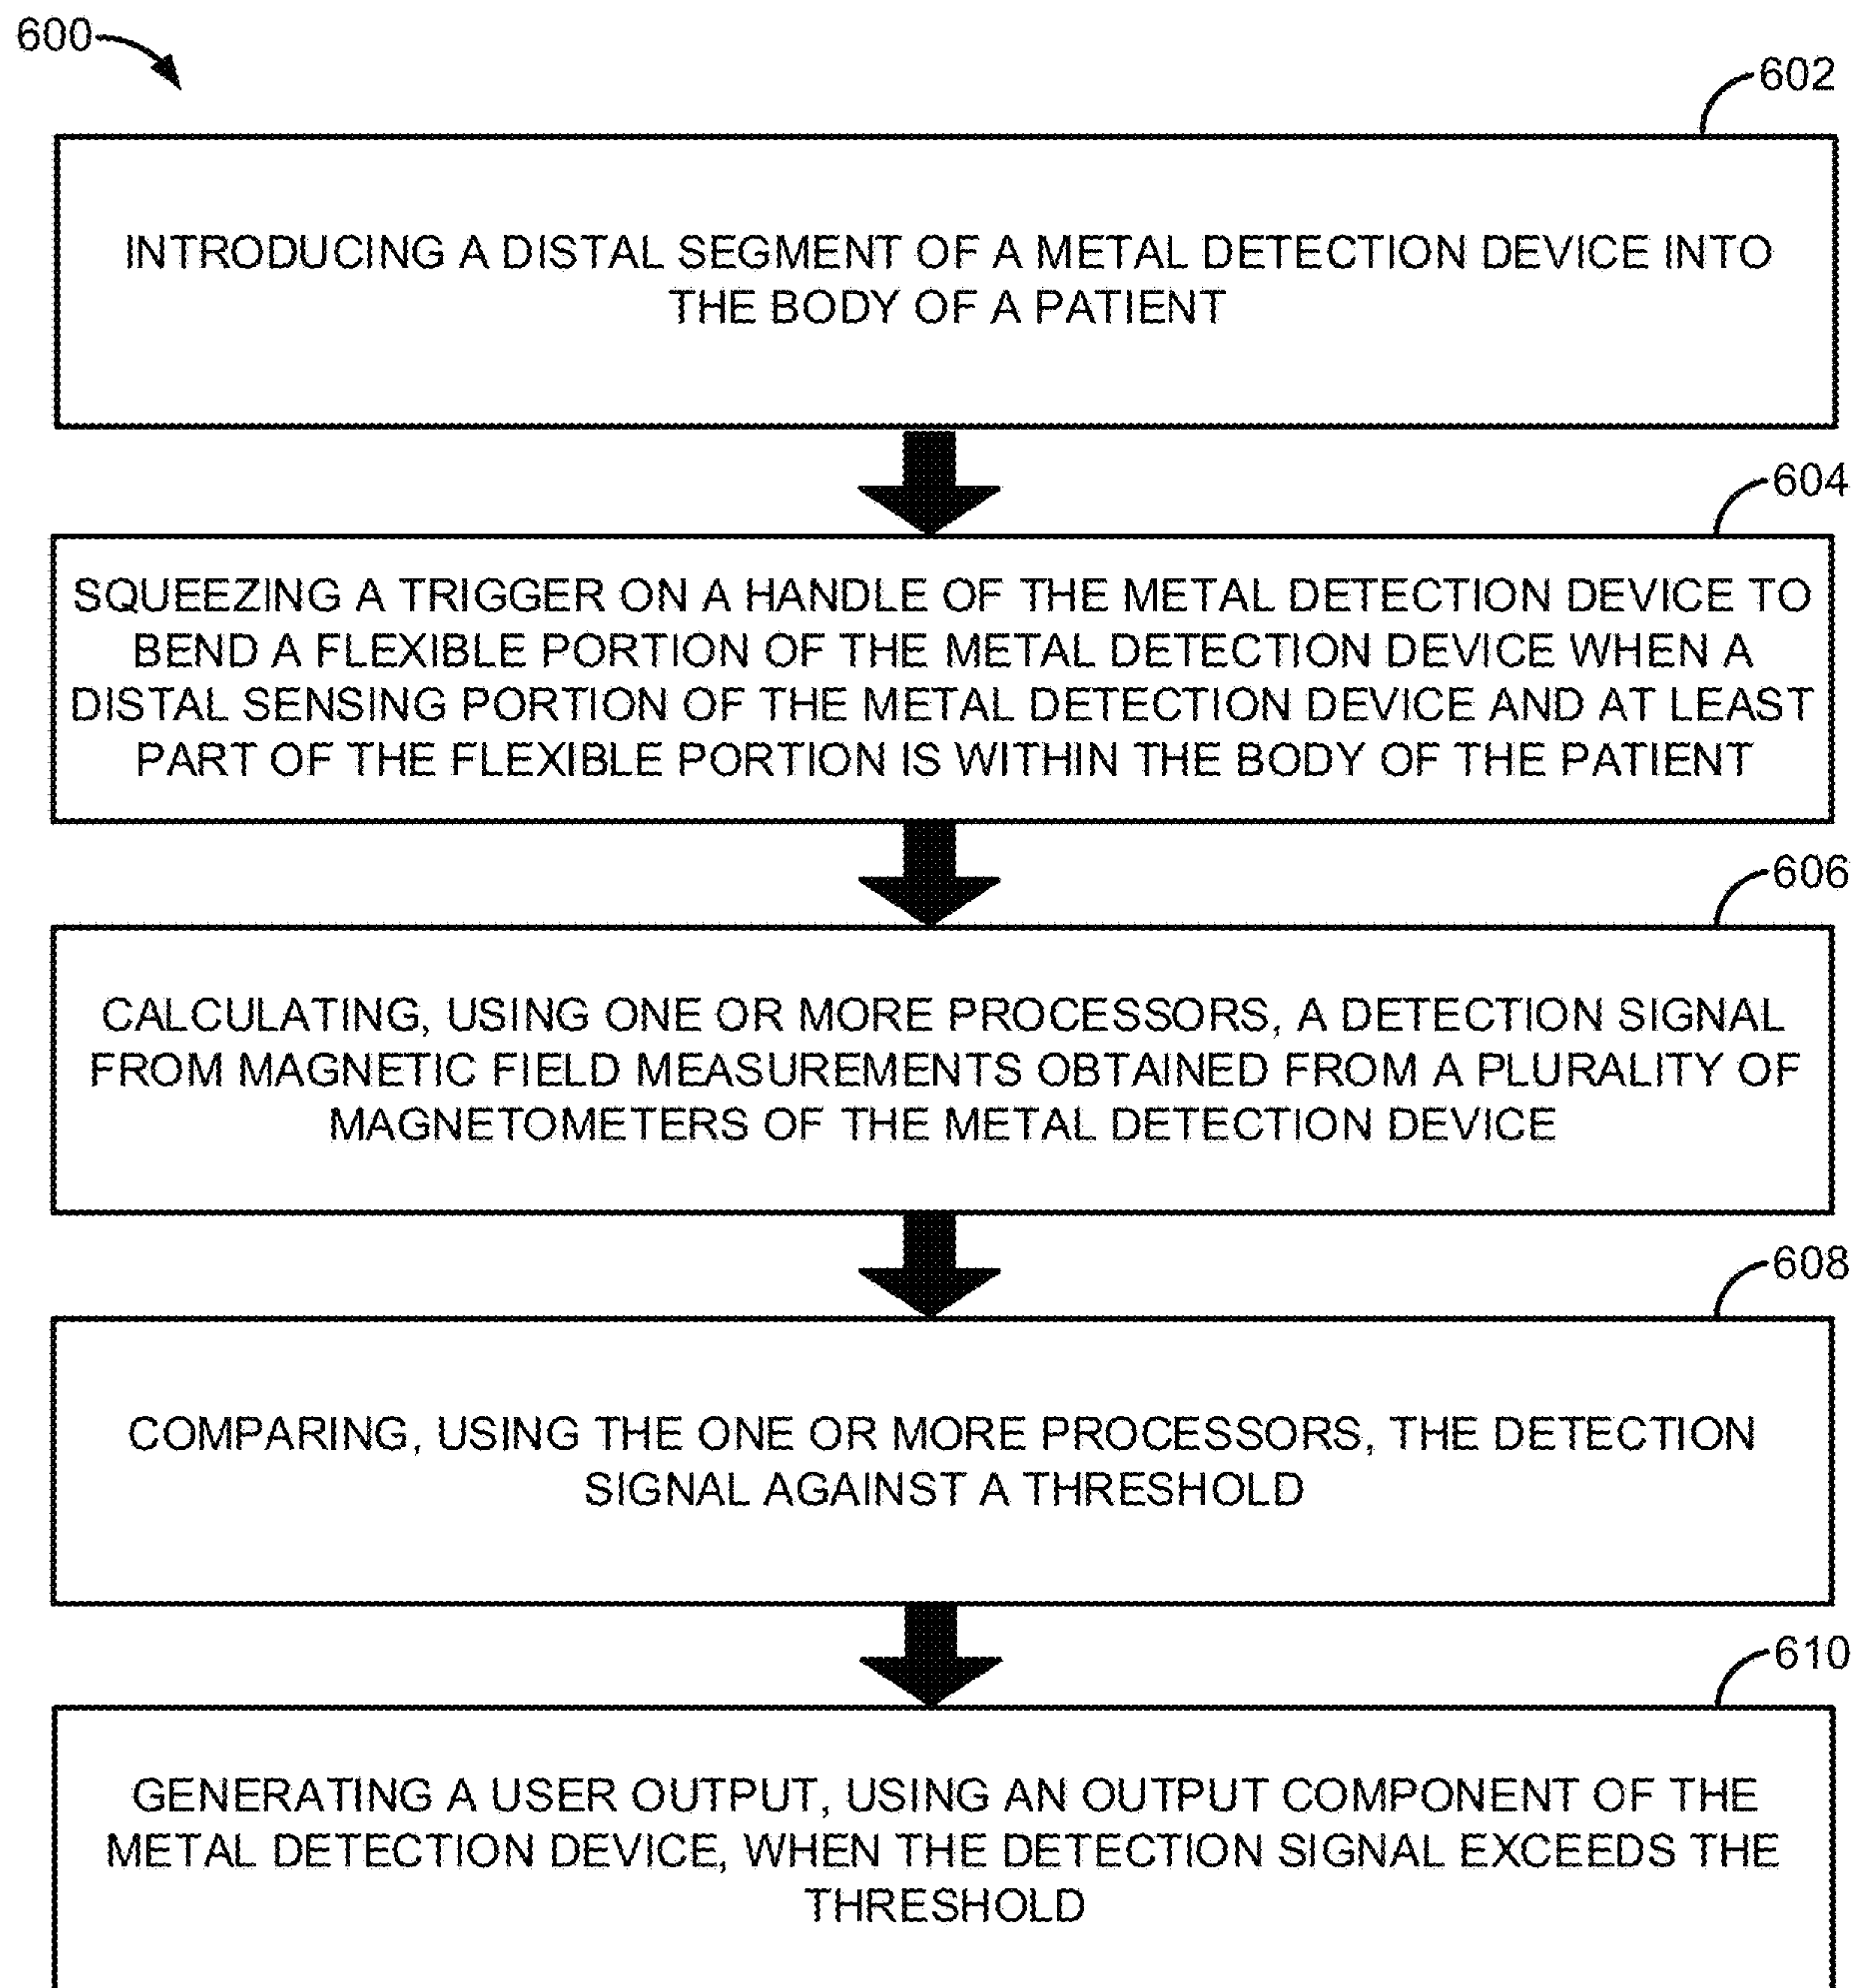 600
602
INTRODUCING A DISTAL SEGMENT OF A METAL DETECTION DEVICE INTO
THE BODY OF A PATIENT
604
SQUEEZING A TRIGGER ON A HANDLE OF THE METAL DETECTION DEVICE TO
BEND A FLEXIBLE PORTION OF THE METAL DETECTION DEVICE WHEN A
DISTAL SENSING PORTION OF THE METAL DETECTION DEVICE AND AT LEAST
PART OF THE FLEXIBLE PORTION IS WITHIN THE BODY OF THE PATIENT
606
CALCULATING, USING ONE OR MORE PROCESSORS, A DETECTION SIGNAL
FROM MAGNETIC FIELD MEASUREMENTS OBTAINED FROM A PLURALITY OF
MAGNETOMETERS OF THE METAL DETECTION DEVICE
608
COMPARING, USING THE ONE OR MORE PROCESSORS, THE DETECTION
SIGNAL AGAINST A THRESHOLD
610
GENERATING A USER OUTPUT, USING AN OUTPUT COMPONENT OF THE
METAL DETECTION DEVICE, WHEN THE DETECTION SIGNAL EXCEEDS THE
THRESHOLD